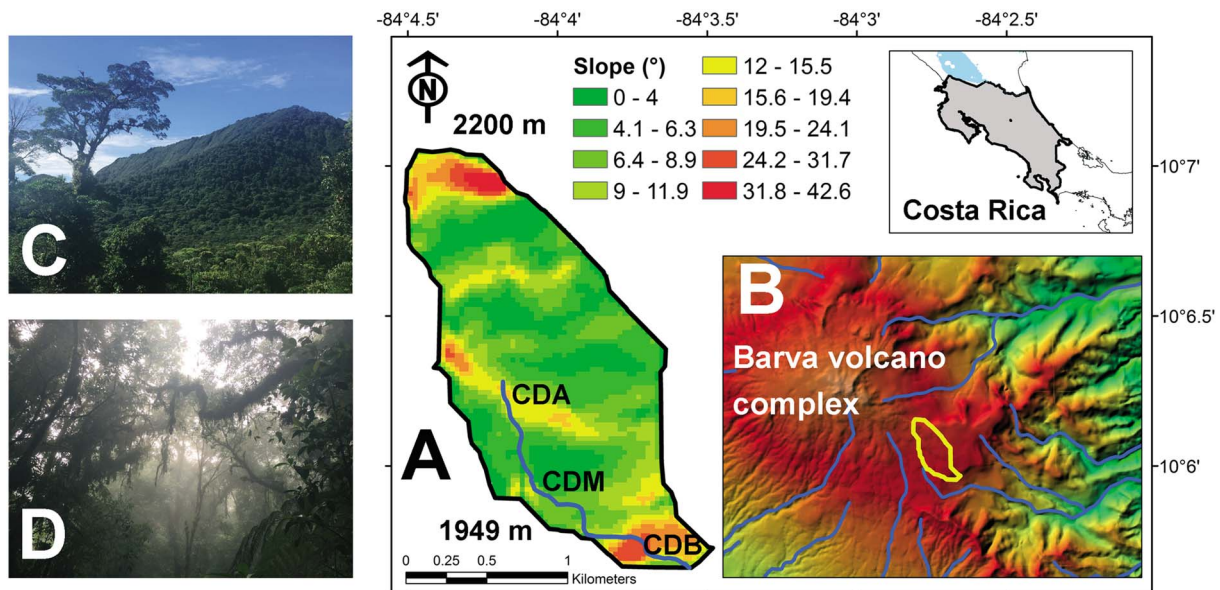 -84°4.5'
-84°4'
-84°3'
-84°2.5'
C
D
N
2200 m
Slope (°)
0 - 4
4.1 - 6.3
6.4 - 8.9
9 - 11.9
12 - 15.5
15.6 - 19.4
19.5 - 24.1
24.2 - 31.7
31.8 - 42.6
Costa Rica
10°7'
10°6.5'
10°6'
A
CDA
CDM
CDB
1949 m
0 0.25 0.5 1
Kilometers
B
Barva volcano
complex